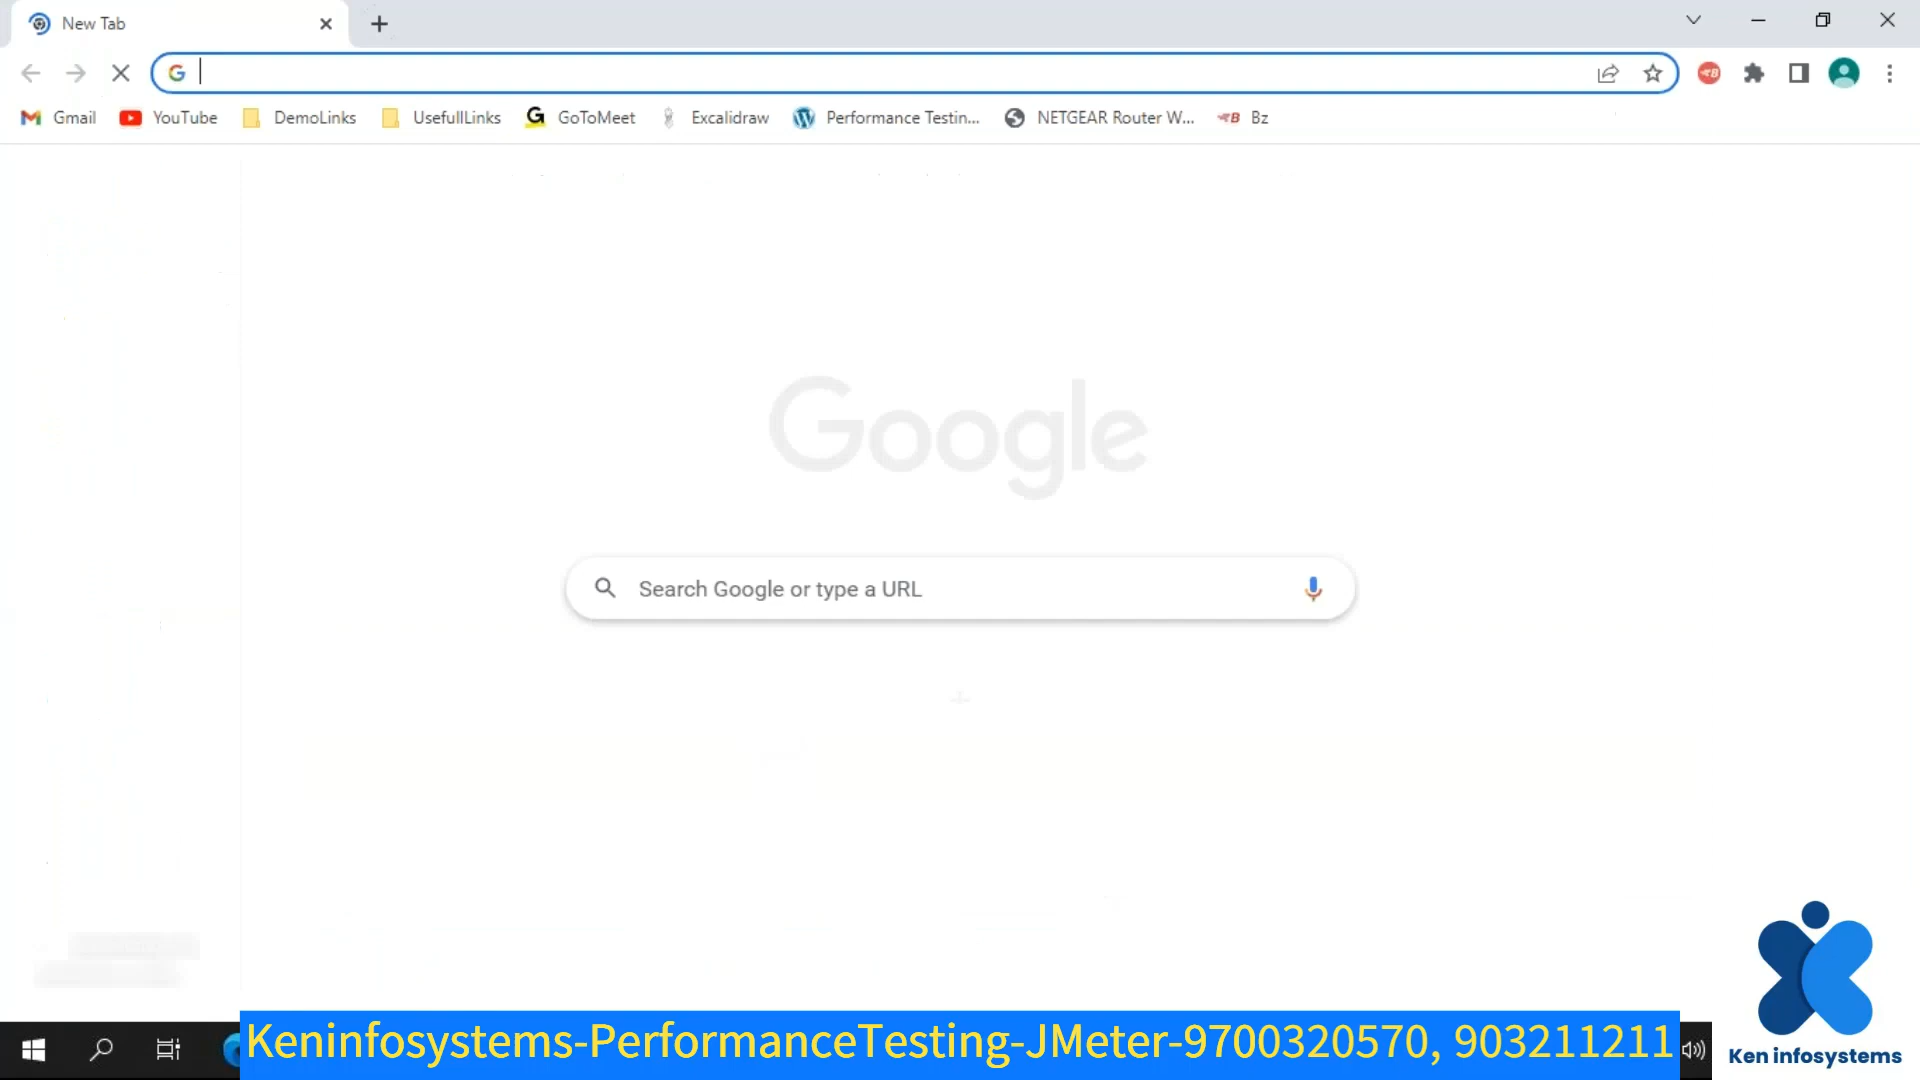 New Tab
Gmail YouTube DemoLinks UsefullLinks GoToMeet Excalidraw Performance Testin... NETGEAR Router W... Bz
Google
Search Google or type a URL
Keninfosystems-PerformanceTesting-JMeter-9700320570, 903211211
Ken infosystems